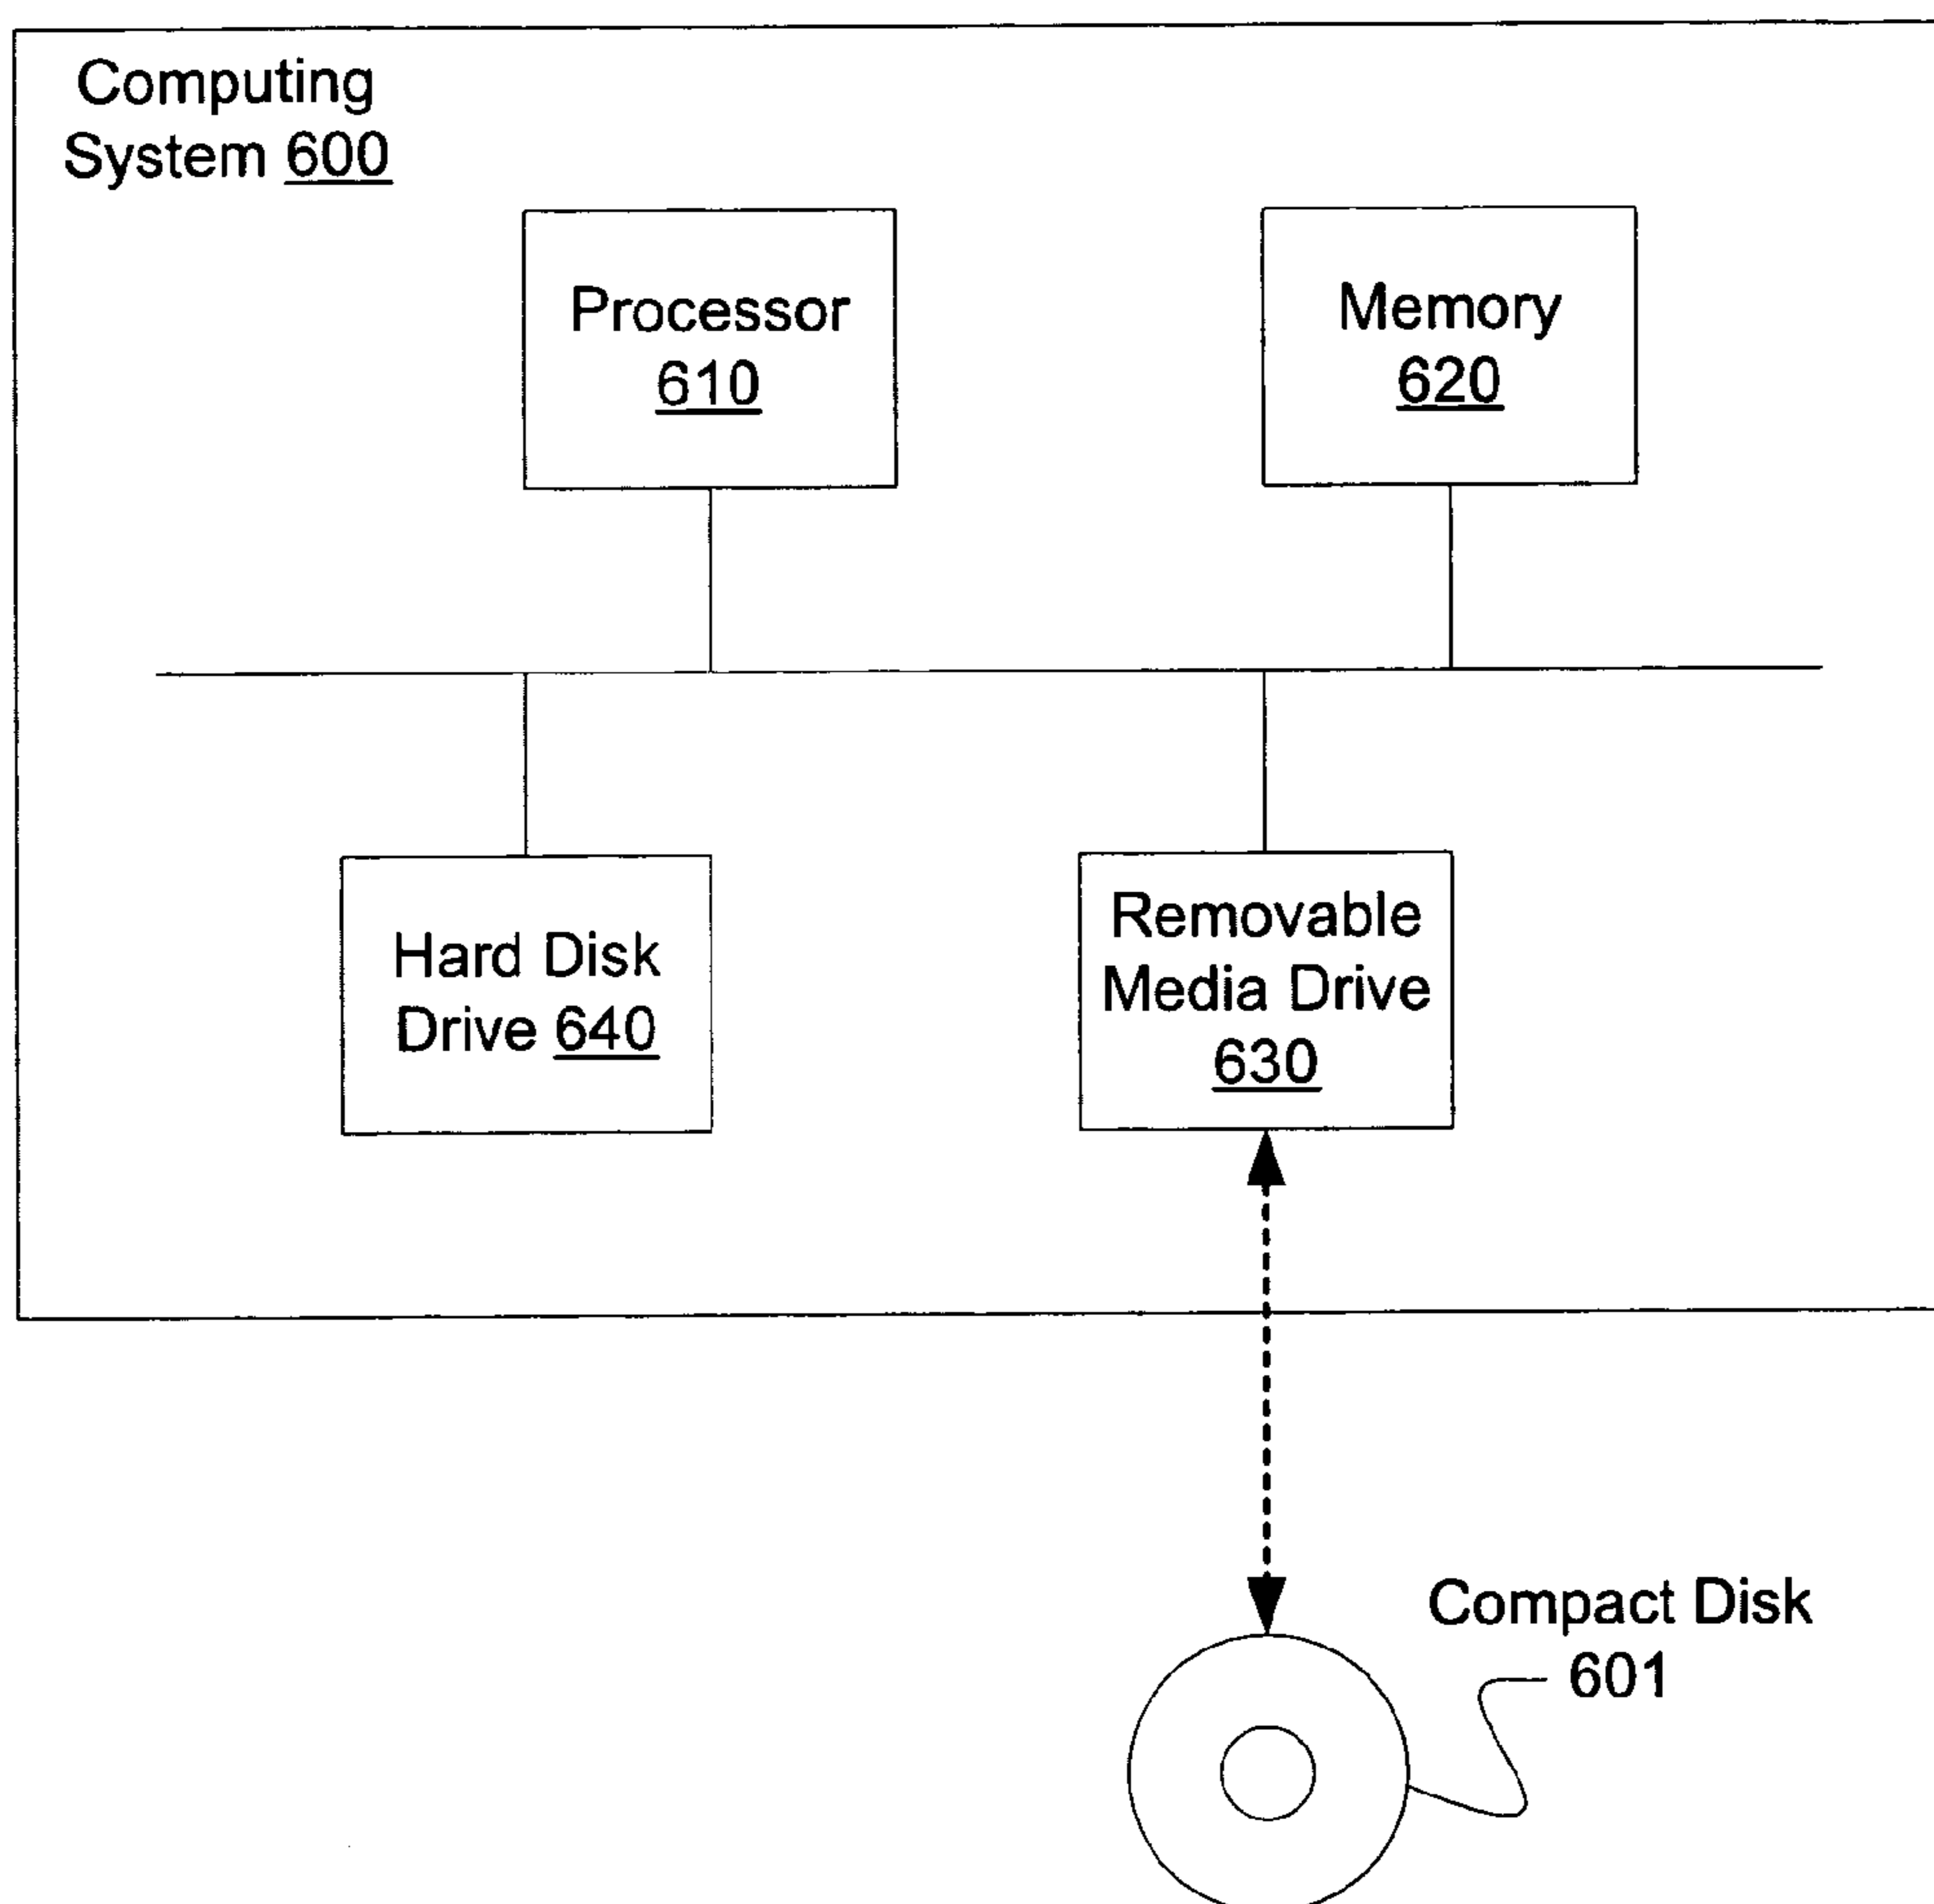 Computing
System 600
Processor
610
Memory
620
Hard Disk
Drive 640
Removable
Media Drive
630
Compact Disk
601